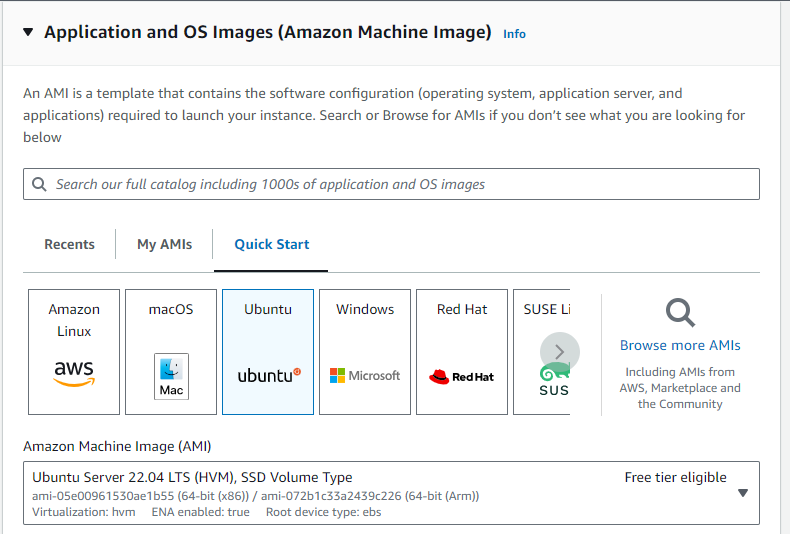 Application and OS Images (Amazon Machine Image) Info
An AMI is a template that contains the software configuration (operating system, application server, and
applications) required to launch your instance. Search or Browse for AMIs if you don't see what you are looking for
below
Search our full catalog including 1000s of application and OS images
Recents My AMIs Quick Start
Amazon
Linux
aws
macOS
Mac
Ubuntu
ubuntu
Windows
Microsoft
Red Hat
Red Hat
SUSE Li
SUS
Browse more AMIs
Including AMIs from
AWS, Marketplace and
the Community
Amazon Machine Image (AMI)
Ubuntu Server 22.04 LTS (HVM), SSD Volume Type Free tier eligible
ami-05e00961530ae1b55 (64-bit (x86)) / ami-072b1c33a2439c226 (64-bit (Arm))
Virtualization: hvm ENA enabled: true Root device type: ebs